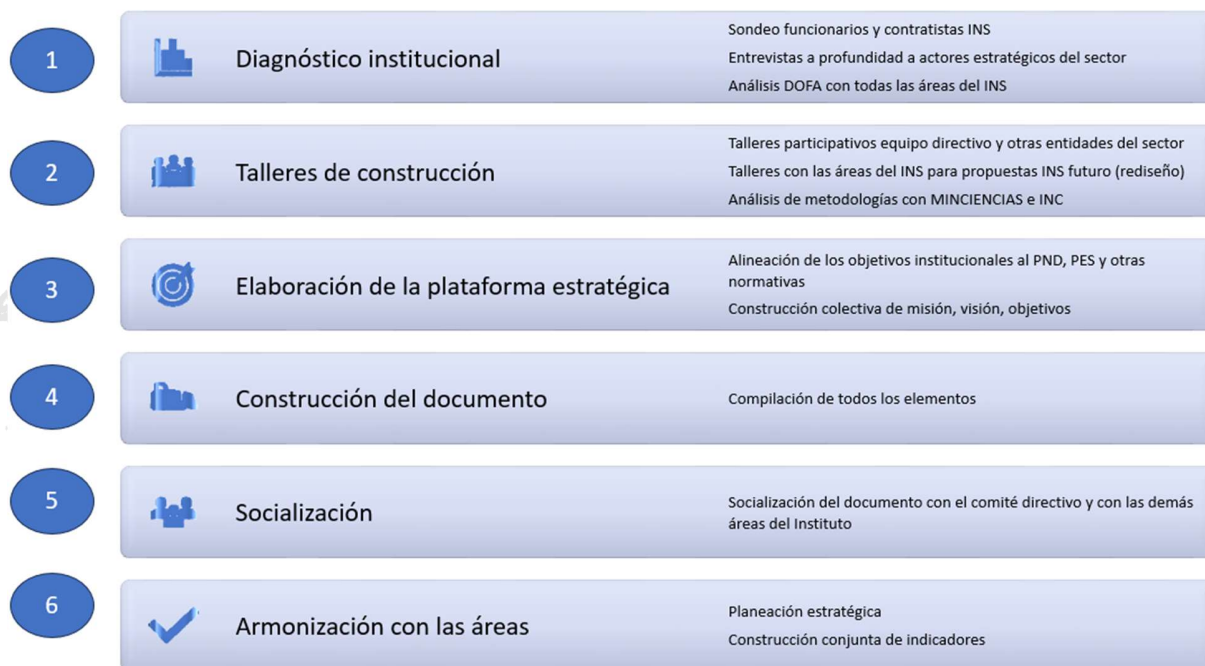 1
Diagnóstico institucional
Sondeo funcionarios y contratistas INS
Entrevistas a profundidad a actores estratégicos del sector
Análisis DOFA con todas las áreas del INS
2
Talleres de construcción
Talleres participativos equipo directivo y otras entidades del sector
Talleres con las áreas del INS para propuestas INS futuro (rediseño)
Análisis de metodologías con MINCIENCIAS e INC
3
Elaboración de la plataforma estratégica
Alineación de los objetivos institucionales al PND, PES y otras
normativas
Construcción colectiva de misión, visión, objetivos
4
Construcción del documento
Compilación de todos los elementos
5
Socialización
Socialización del documento con el comité directivo y con las demás
áreas del Instituto
6
Armonización con las áreas
Planeación estratégica
Construcción conjunta de indicadores